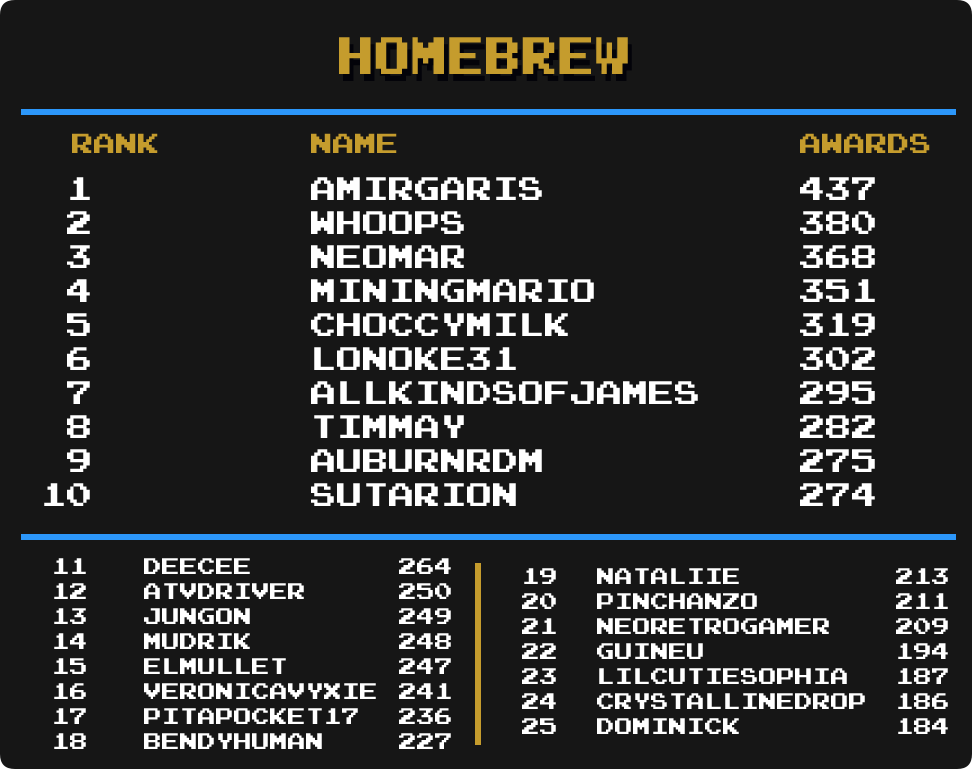 HOMEBREW
RANK NAME AWARDS
1 AMIRGARIS 437
2 WHOOPS 380
3 NEOMAR 368
4 MININGMARIO 351
5 CHOCCYMILK 319
6 LONOKE31 302
7 ALLKINDSOFJAMES 295
8 TIMMAY 282
9 AUBURNRDM 275
10 SUTARION 274
11 DEECEE 264
12 ATVDRIVER 250
13 JUNGON 249
14 MUDRIK 248
15 ELMULLET 247
16 VERONICAVYXIE 241
17 PITAPOCKET17 236
18 BENDYHUMAN 227
19 NATALIIE 213
20 PINCHANZO 211
21 NEORETROGAMER 209
22 GUINEU 194
23 LILCUTIESOPHIA 187
24 CRYSTALLINEDROP 186
25 DOMINICK 184